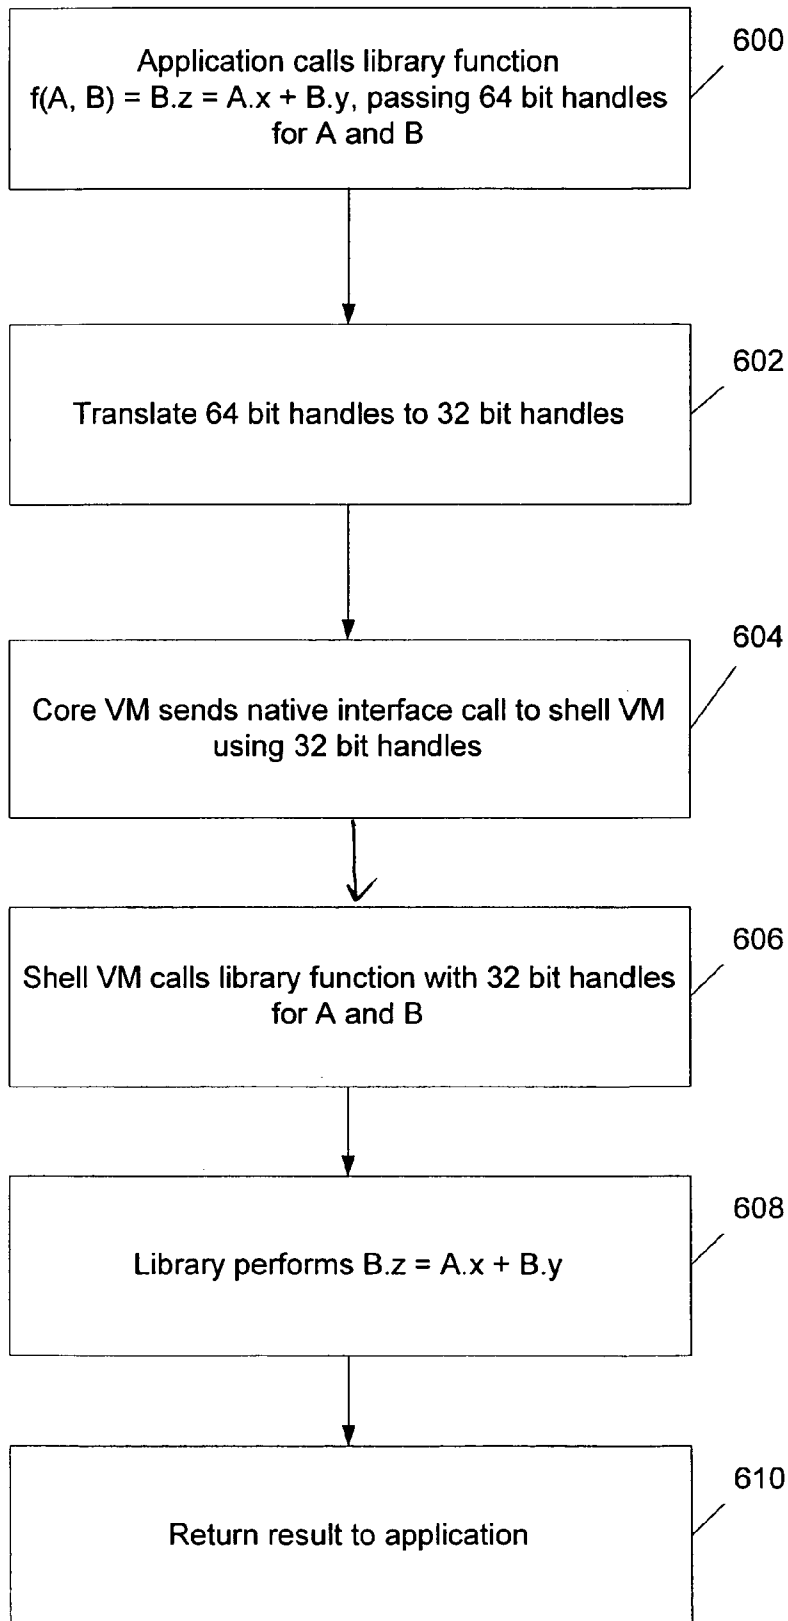 600
Application calls library function
f(A, B) = B.z = A.x + B.y, passing 64 bit handles
for A and B
602
Translate 64 bit handles to 32 bit handles
604
Core VM sends native interface call to shell VM
using 32 bit handles
606
Shell VM calls library function with 32 bit handles
for A and B
608
Library performs B.z = A.x + B.y
610
Return result to application